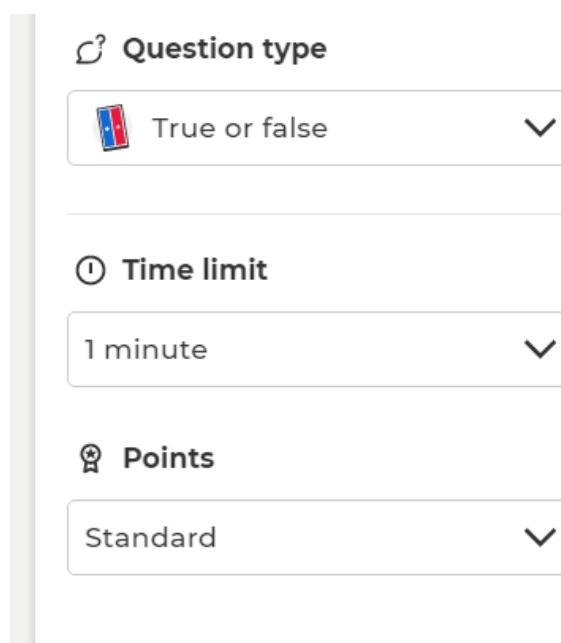 Question type
True or false
Time limit
1 minute
Points
Standard